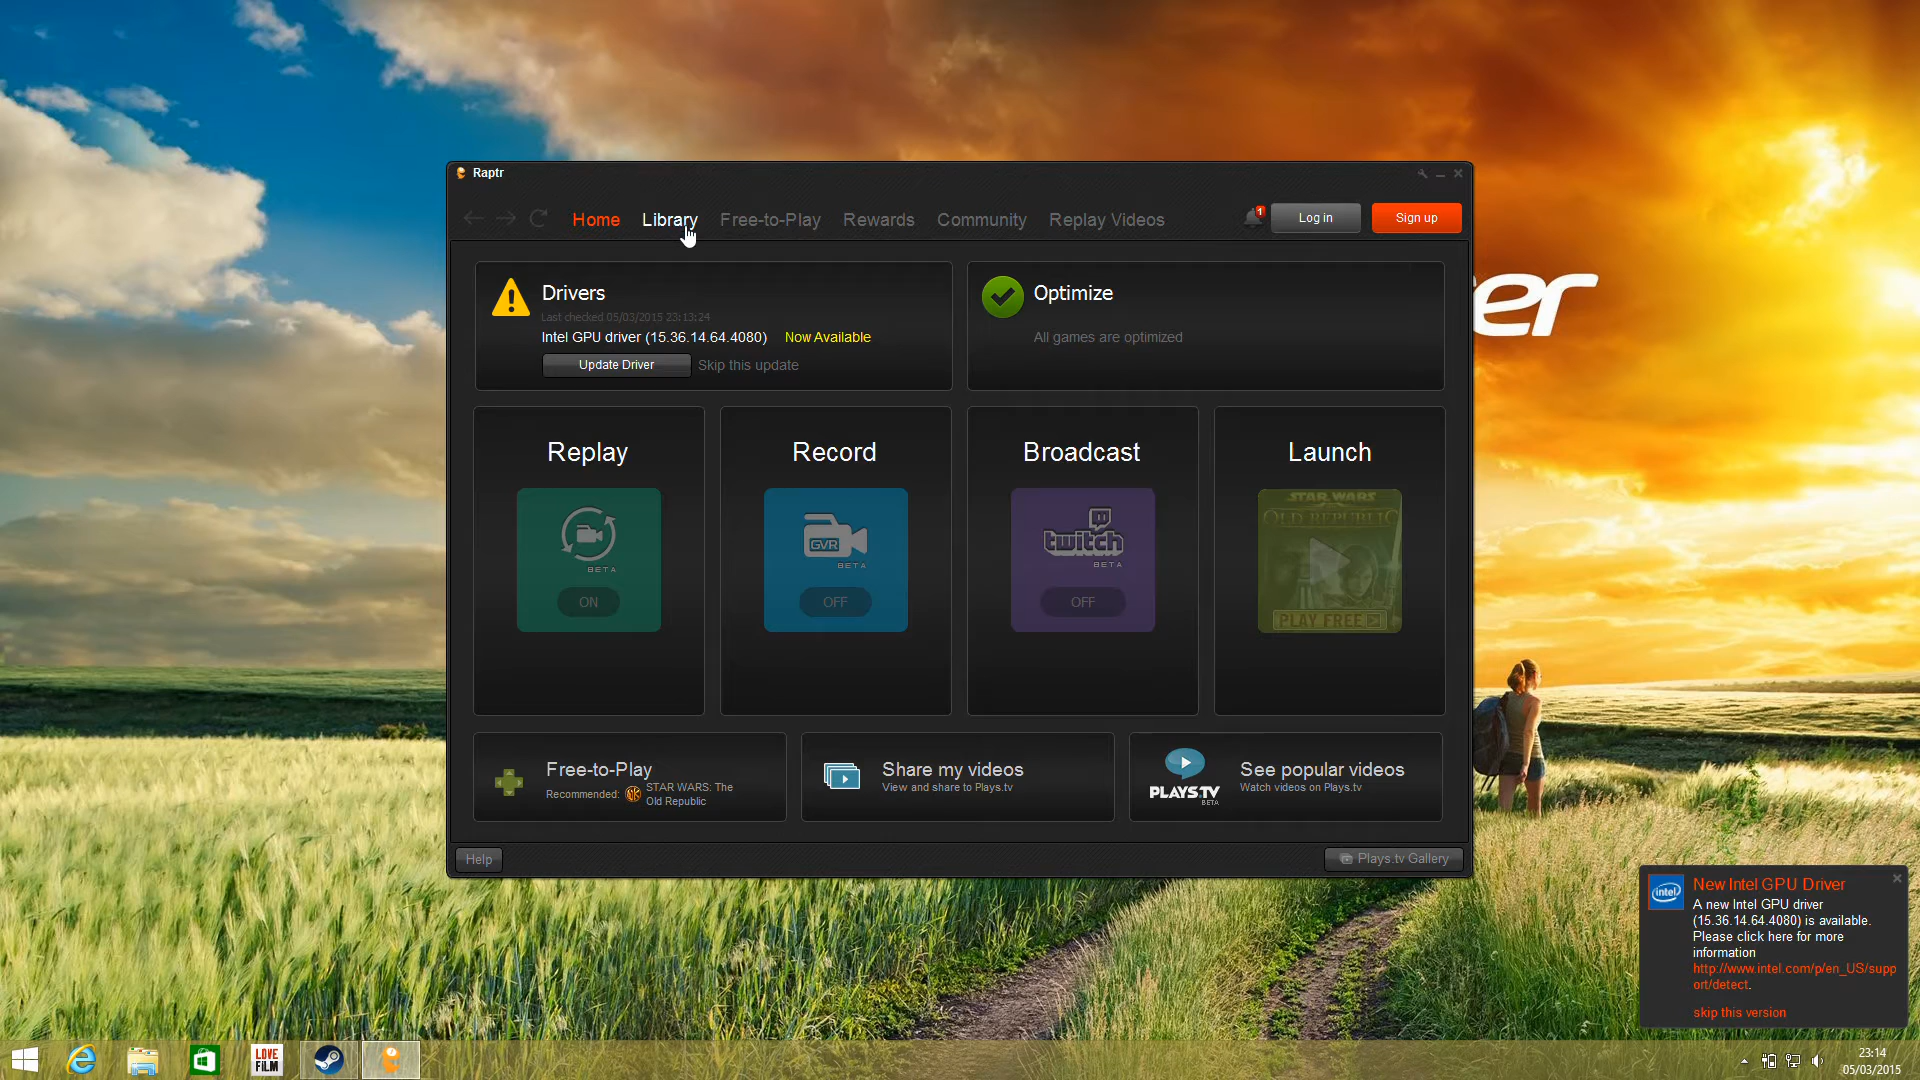 Raptr
Home Library Free-to-Play Rewards Community Replay Videos
1
Log in
Sign up
Drivers
Last checked 05/03/2015 23:13:24
Intel GPU driver (15.36.14.64.4080) Now Available
Update Driver Skip this update
Optimize
All games are optimized
er
Replay
BETA
ON
Record
GVR
BETA
OFF
Broadcast
twitch
BETA
OFF
Launch
STAR WARS
OLD REPUBLIC
PLAY FREE
Free-to-Play
Recommended: STAR WARS: The
Old Republic
Share my videos
View and share to Plays.tv
PLAYS.TV
BETA
See popular videos
Watch videos on Plays.tv
Help
Plays.tv Gallery
intel
New Intel GPU Driver
A new Intel GPU driver
(15.36.14.64.4080) is available.
Please click here for more
information
http://www.intel.com/p/en_US/supp
ort/detect.
skip this version
LOVE
FILM
23:14
05/03/2015